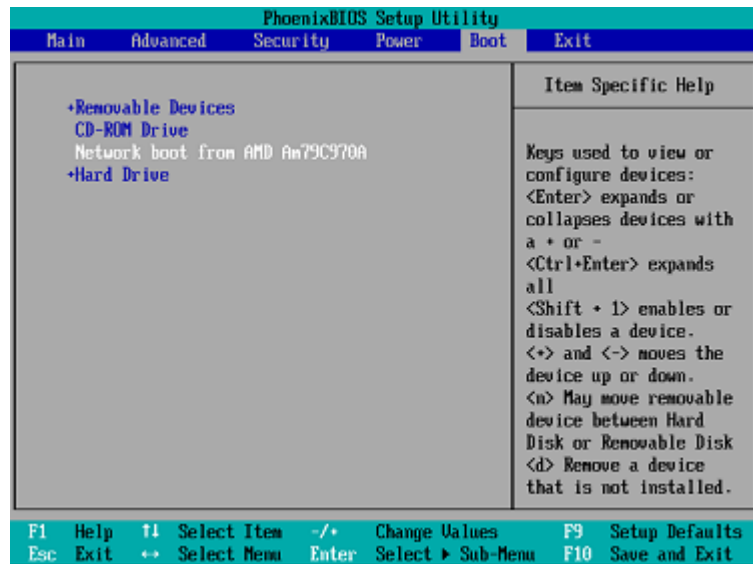 PhoenixBIOS Setup Utility
Main Advanced Security Power Boot Exit
+Removable Devices
CD-ROM Drive
Network boot from AMD Am79C970A
+Hard Drive
Item Specific Help
Keys used to view or
configure devices:
<Enter> expands or
collapses devices with
a + or -
<Ctrl+Enter> expands
all
<Shift + 1> enables or
disables a device.
<+> and <-> moves the
device up or down.
<n> May move removable
device between Hard
Disk or Removable Disk
<d> Remove a device
that is not installed.
F1 Help ↑↓ Select Item -/+ Change Values F9 Setup Defaults
Esc Exit ↔ Select Menu Enter Select ▶ Sub-Menu F10 Save and Exit